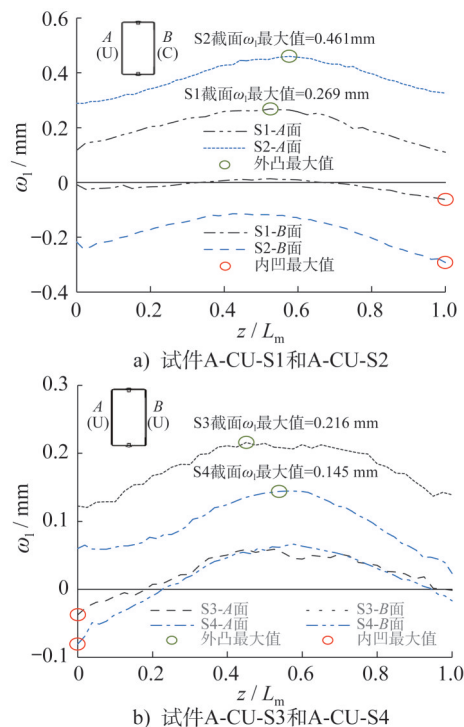 0.6
A
(U)
B
(C)
S2截面ω₁最大值=0.461mm
0.4
S1截面ω₁最大值=0.269 mm
0.2
S1-A面
S2-A面
外凸最大值
0
S1-B面
S2-B面
内凹最大值
-0.2
-0.4
ω₁ / mm
0 0.2 0.4 0.6 0.8 1.0
z / Lₘ
a) 试件A-CU-S1和A-CU-S2
0.3
A
(U)
B
(U)
S3截面ω₁最大值=0.216 mm
0.2
S4截面ω₁最大值=0.145 mm
0.1
0
S3-A面 S3-B面
S4-A面 S4-B面
外凸最大值 内凹最大值
-0.1
ω₁ / mm
0 0.2 0.4 0.6 0.8 1.0
z / Lₘ
b) 试件A-CU-S3和A-CU-S4